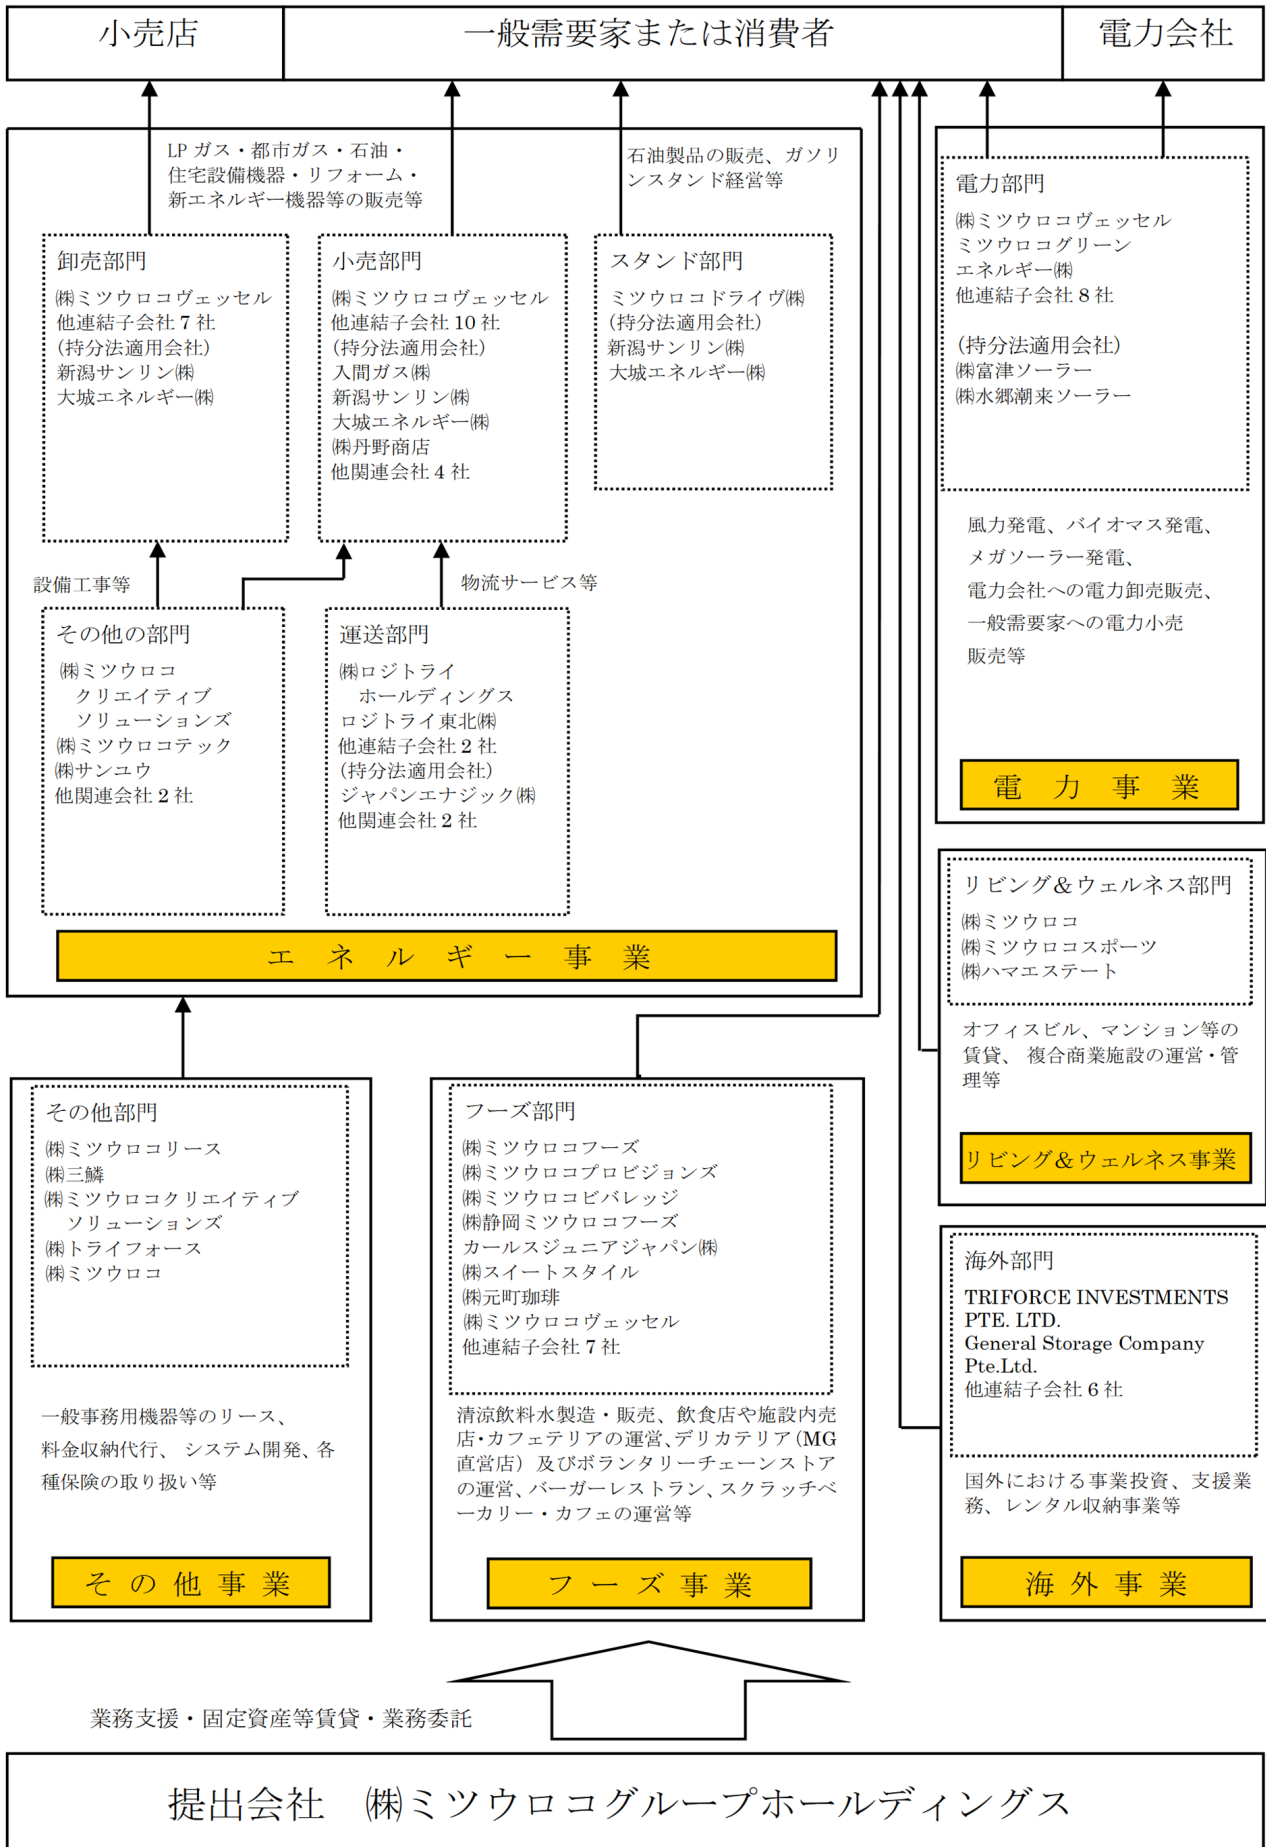 小売店
一般需要家または消費者
電力会社
LP ガス・都市ガス・石油・
住宅設備機器・リフォーム・
新エネルギー機器等の販売等
石油製品の販売、ガソリ
ンスタンド経営等
卸売部門
㈱ミツウロコヴェッセル
他連結子会社 7 社
(持分法適用会社)
新潟サンリン㈱
大城エネルギー㈱
小売部門
㈱ミツウロコヴェッセル
他連結子会社 10 社
(持分法適用会社)
入間ガス㈱
新潟サンリン㈱
大城エネルギー㈱
㈱丹野商店
他関連会社 4 社
スタンド部門
ミツウロコドライヴ㈱
(持分法適用会社)
新潟サンリン㈱
大城エネルギー㈱
設備工事等
物流サービス等
その他の部門
㈱ミツウロコ
クリエイティブ
ソリューションズ
㈱ミツウロコテック
㈱サンユウ
他関連会社 2 社
運送部門
㈱ロジトライ
ホールディングス
ロジトライ東北㈱
他連結子会社 2 社
(持分法適用会社)
ジャパンエナジック㈱
他関連会社 2 社
エネルギー事業
電力部門
㈱ミツウロコヴェッセル
ミツウロコグリーン
エネルギー㈱
他連結子会社 8 社
(持分法適用会社)
㈱富津ソーラー
㈱水郷潮来ソーラー
風力発電、バイオマス発電、
メガソーラー発電、
電力会社への電力卸売販売、
一般需要家への電力小売
販売等
電力事業
リビング＆ウェルネス部門
㈱ミツウロコ
㈱ミツウロコスポーツ
㈱ハマエステート
オフィスビル、マンション等の
賃貸、 複合商業施設の運営・管
理等
リビング＆ウェルネス事業
その他部門
㈱ミツウロコリース
㈱三鱗
㈱ミツウロコクリエイティブ
ソリューションズ
㈱トライフォース
㈱ミツウロコ
一般事務用機器等のリース、
料金収納代行、 システム開発、各
種保険の取り扱い等
その他事業
フーズ部門
㈱ミツウロコフーズ
㈱ミツウロコプロビジョンズ
㈱ミツウロコビバレッジ
㈱静岡ミツウロコフーズ
カールスジュニアジャパン㈱
㈱スイートスタイル
㈱元町珈琲
㈱ミツウロコヴェッセル
他連結子会社 7 社
清涼飲料水製造・販売、飲食店や施設内売
店・カフェテリアの運営、デリカテリア（MG
直営店）及びボランタリーチェーンストア
の運営、バーガーレストラン、スクラッチベ
ーカリー・カフェの運営等
フーズ事業
海外部門
TRIFORCE INVESTMENTS
PTE. LTD.
General Storage Company
Pte.Ltd.
他連結子会社 6 社
国外における事業投資、支援業
務、レンタル収納事業等
海外事業
業務支援・固定資産等賃貸・業務委託
提出会社　㈱ミツウロコグループホールディングス